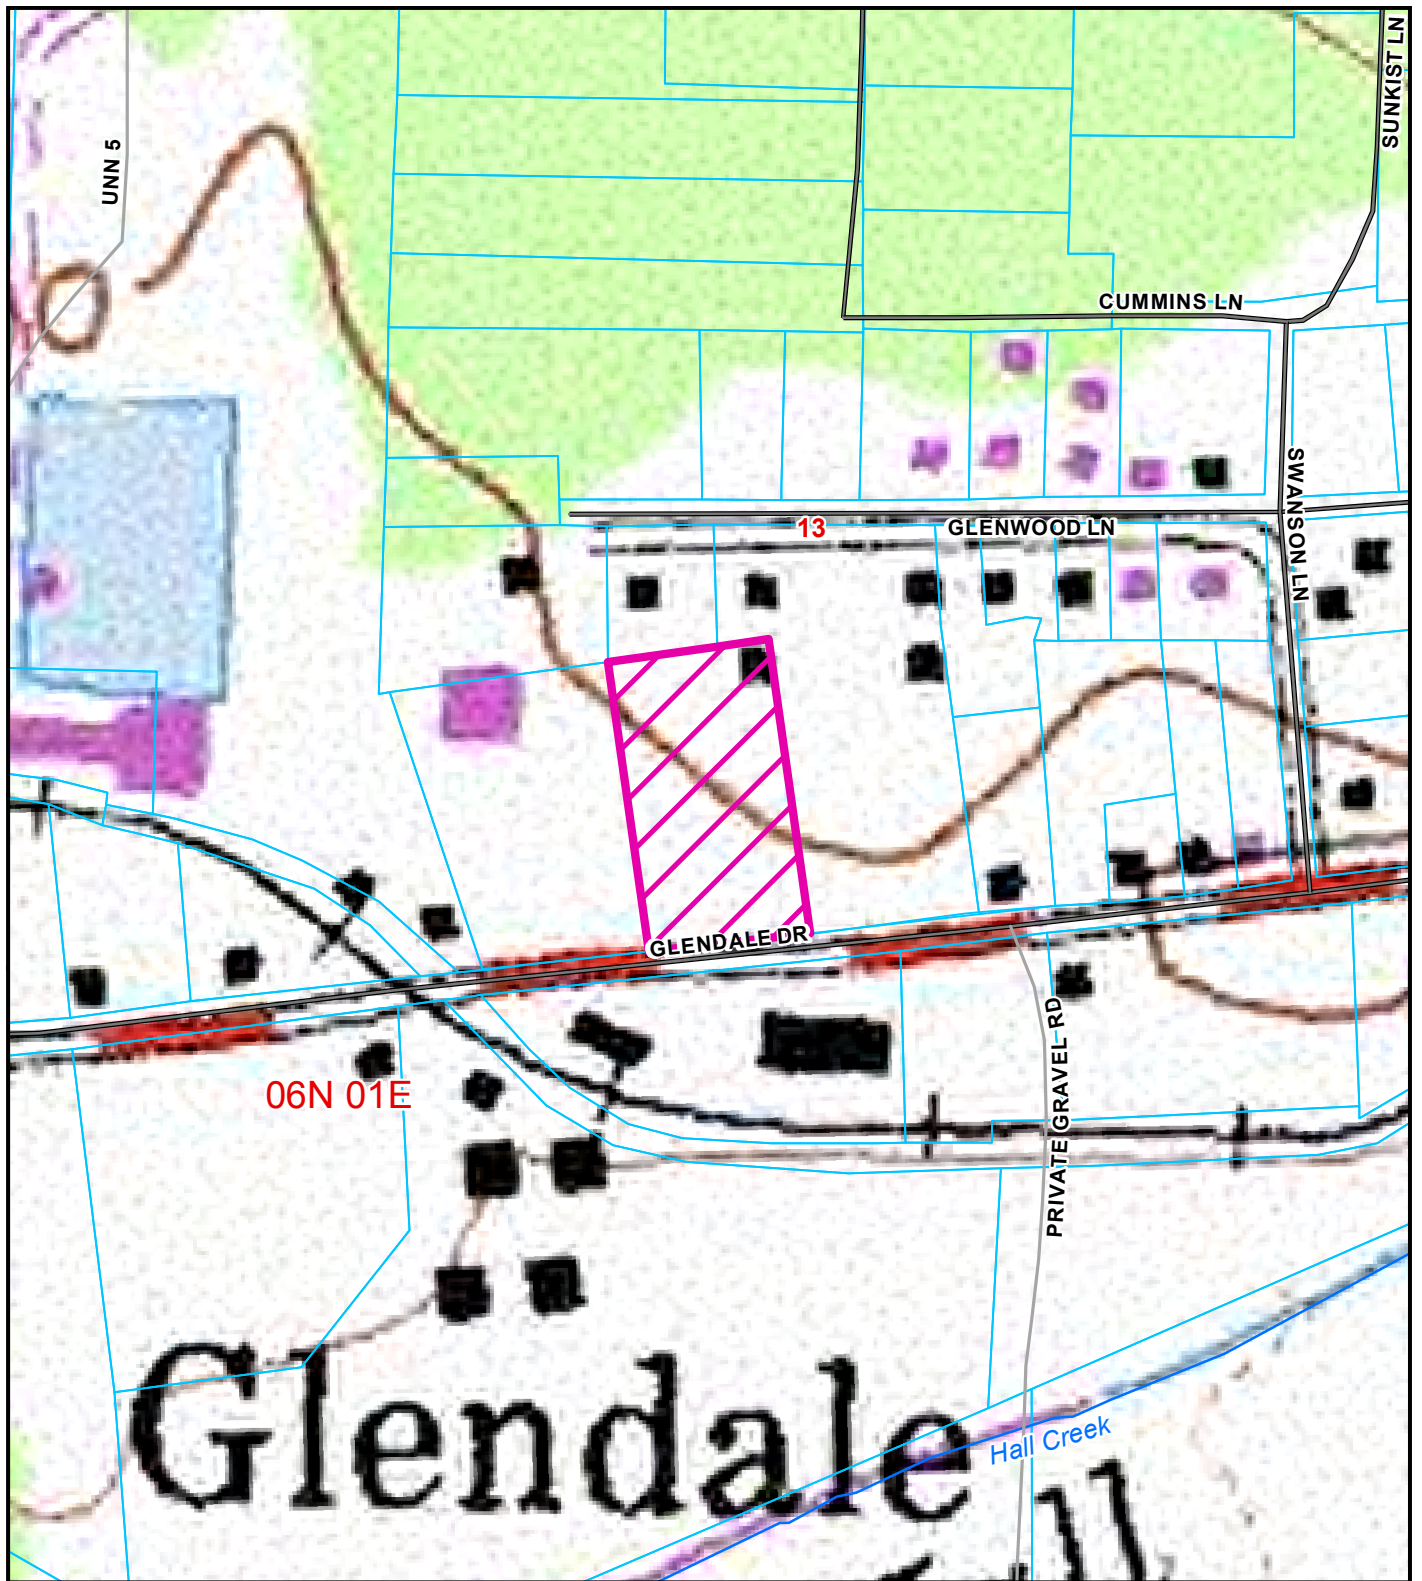 SUNKIST LN
UNN 5
CUMMINS LN
SWANSON LN
13
GLENWOOD LN
GLENDALE DR
PRIVATE GRAVEL RD
06N 01E
Glendale
Hall Creek
ll